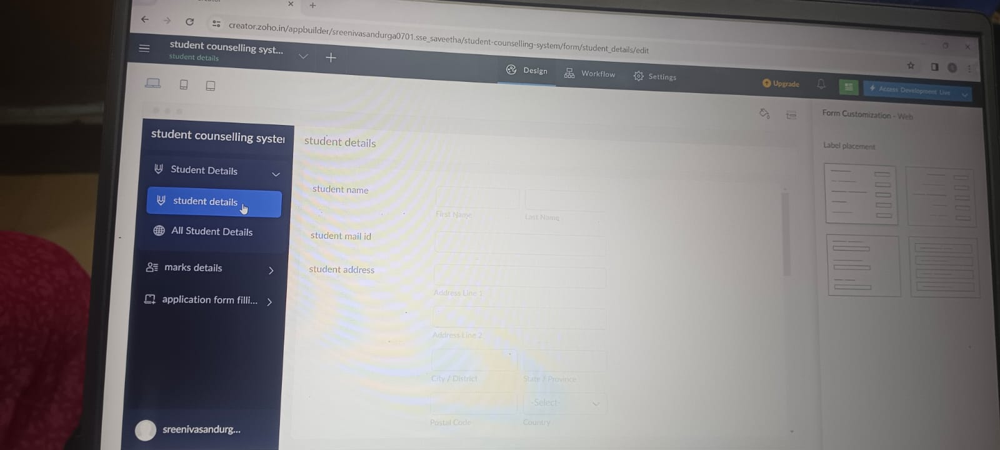 creator.zoho.in/appbuilder/sreenivasandurga0701.sse_saveetha/student-counselling-system/form/student_details/edit
student counselling syst...
student details
Design
Workflow
Settings
Upgrade
Access Development Live
Form Customization - Web
Label placement
student counselling system
Student Details
student details
All Student Details
marks details
application form filli...
sreenivasandurg...
student details
student name
First Name
Last Name
student mail id
student address
Address Line 1
Address Line 2
City / District
State / Province
-Select-
Postal Code
Country